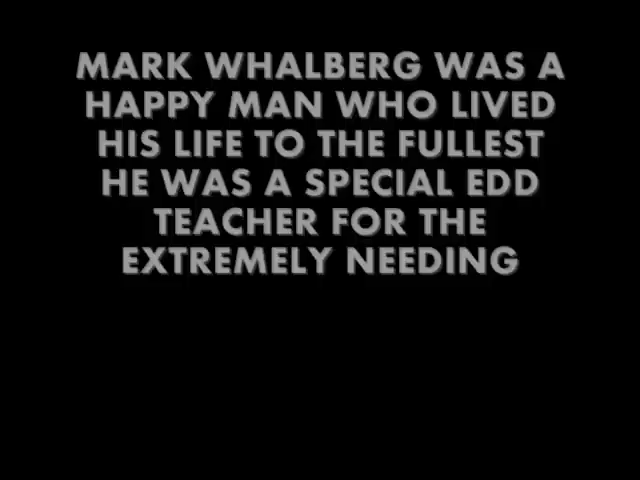 MARK WHALBERG WAS A
HAPPY MAN WHO LIVED
HIS LIFE TO THE FULLEST
HE WAS A SPECIAL EDD
TEACHER FOR THE
EXTREMELY NEEDING